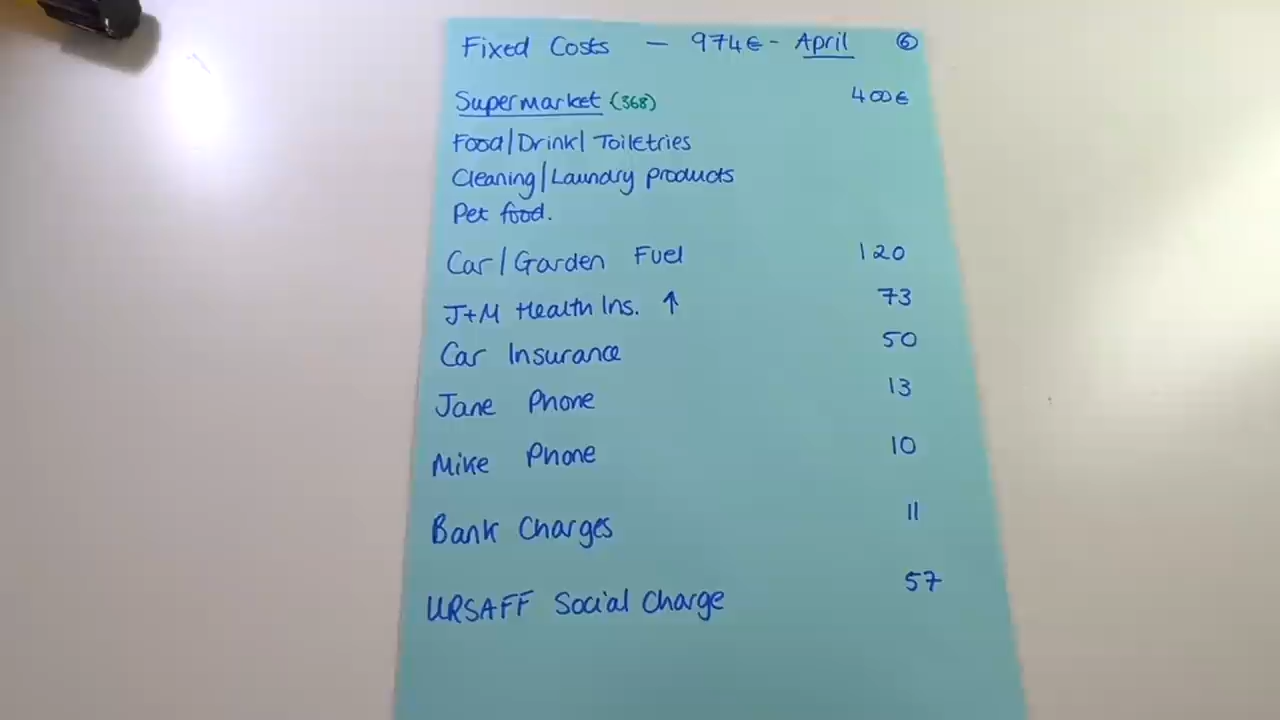 Fixed Costs — 974€ - April ⑥
Supermarket (368) 400€
Food/Drink/Toiletries
Cleaning/Laundry products
Pet food.
Car/Garden Fuel 120
J+M Health Ins. ↑ 73
Car Insurance 50
Jane Phone 13
Mike Phone 10
Bank Charges 11
URSAFF Social Charge 57